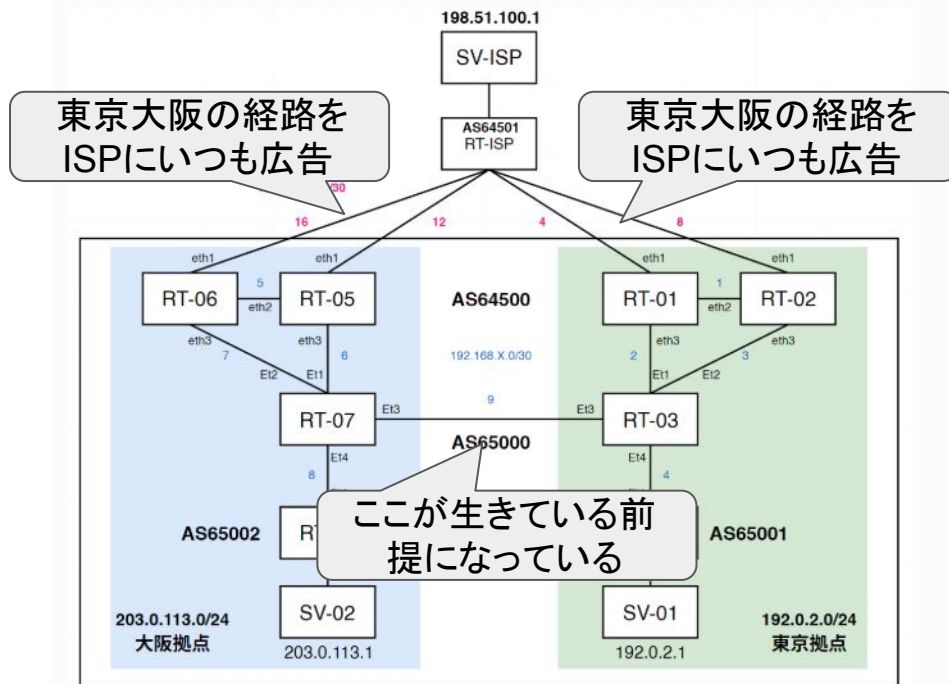 198.51.100.1
SV-ISP
東京大阪の経路を
ISPにいつも広告
AS64501
RT-ISP
東京大阪の経路を
ISPにいつも広告
/30
16
12
4
8
eth1
eth1
eth1
eth1
RT-06
5
eth2
RT-05
AS64500
RT-01
1
eth2
RT-02
eth3
7
eth3
6
192.168.X.0/30
2
eth3
3
eth3
Et2
Et1
Et1
Et2
RT-07
Et3
9
Et3
RT-03
AS65000
Et4
Et4
8
4
ここが生きている前
提になっている
AS65002
AS65001
SV-02
SV-01
203.0.113.0/24
大阪拠点
203.0.113.1
192.0.2.1
192.0.2.0/24
東京拠点